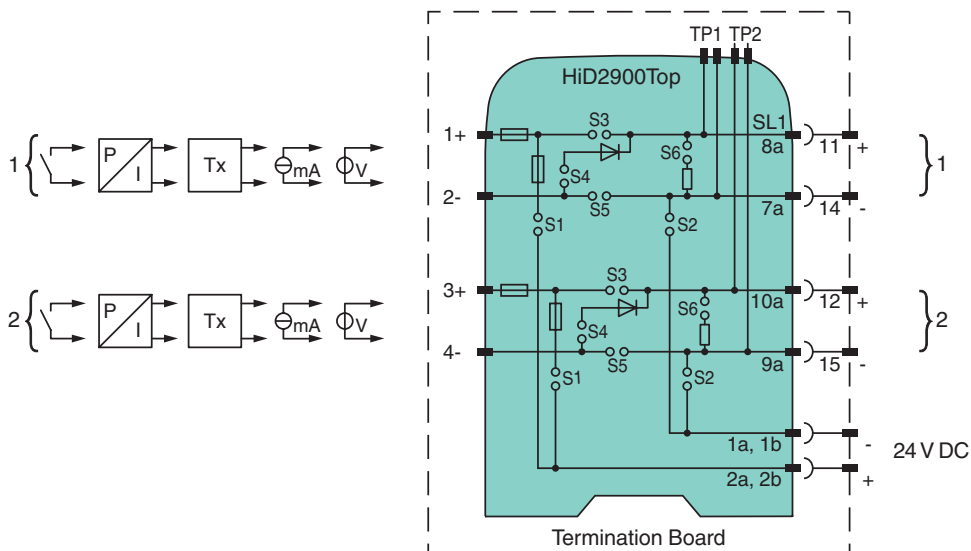 TP1 TP2
HiD2900Top
1+ S3 SL1
8a 11 +
1 P I Tx mA V S4 S6 1
2- S5 7a 14 -
S1 S2
3+ S3 10a 12 +
2 P I Tx mA V S4 S6 2
4- S5 9a 15 -
S1 S2
1a, 1b - 24 V DC
2a, 2b +
Termination Board